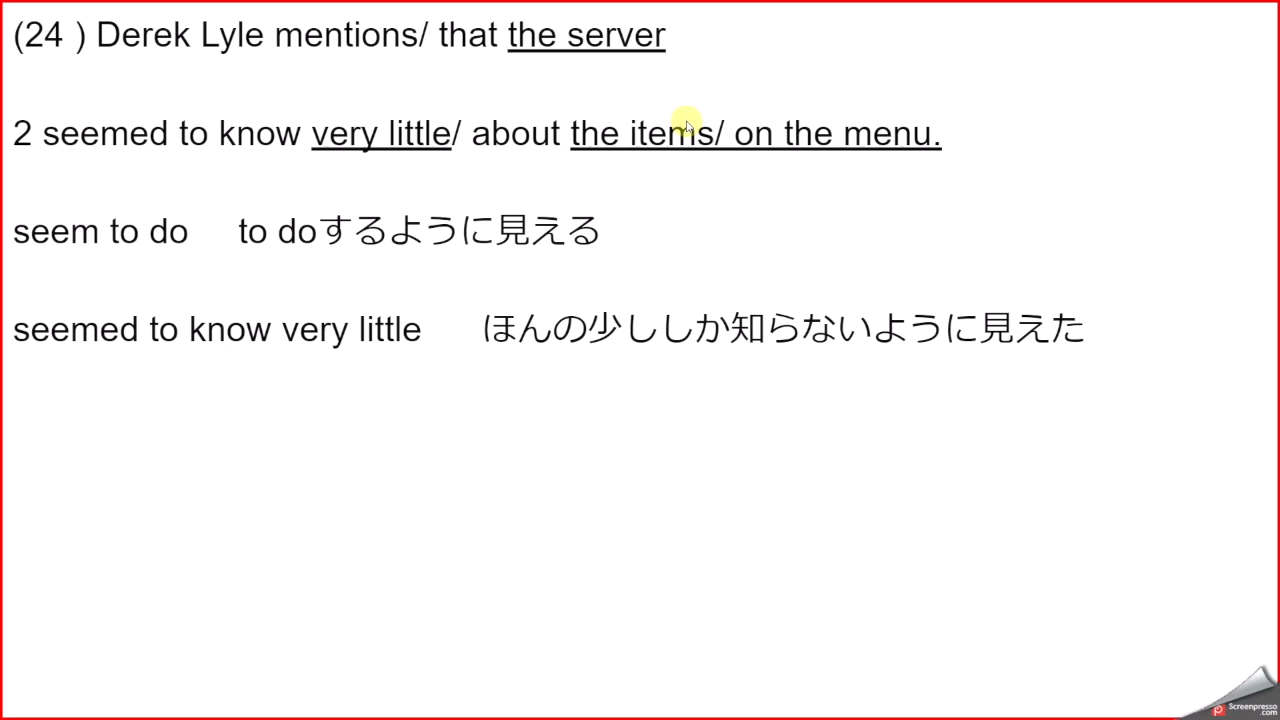 (24 ) Derek Lyle mentions/ that the server
2 seemed to know very little/ about the items/ on the menu.
seem to do to doするように見える
seemed to know very little ほんの少ししか知らないように見えた
Screenpresso
.com